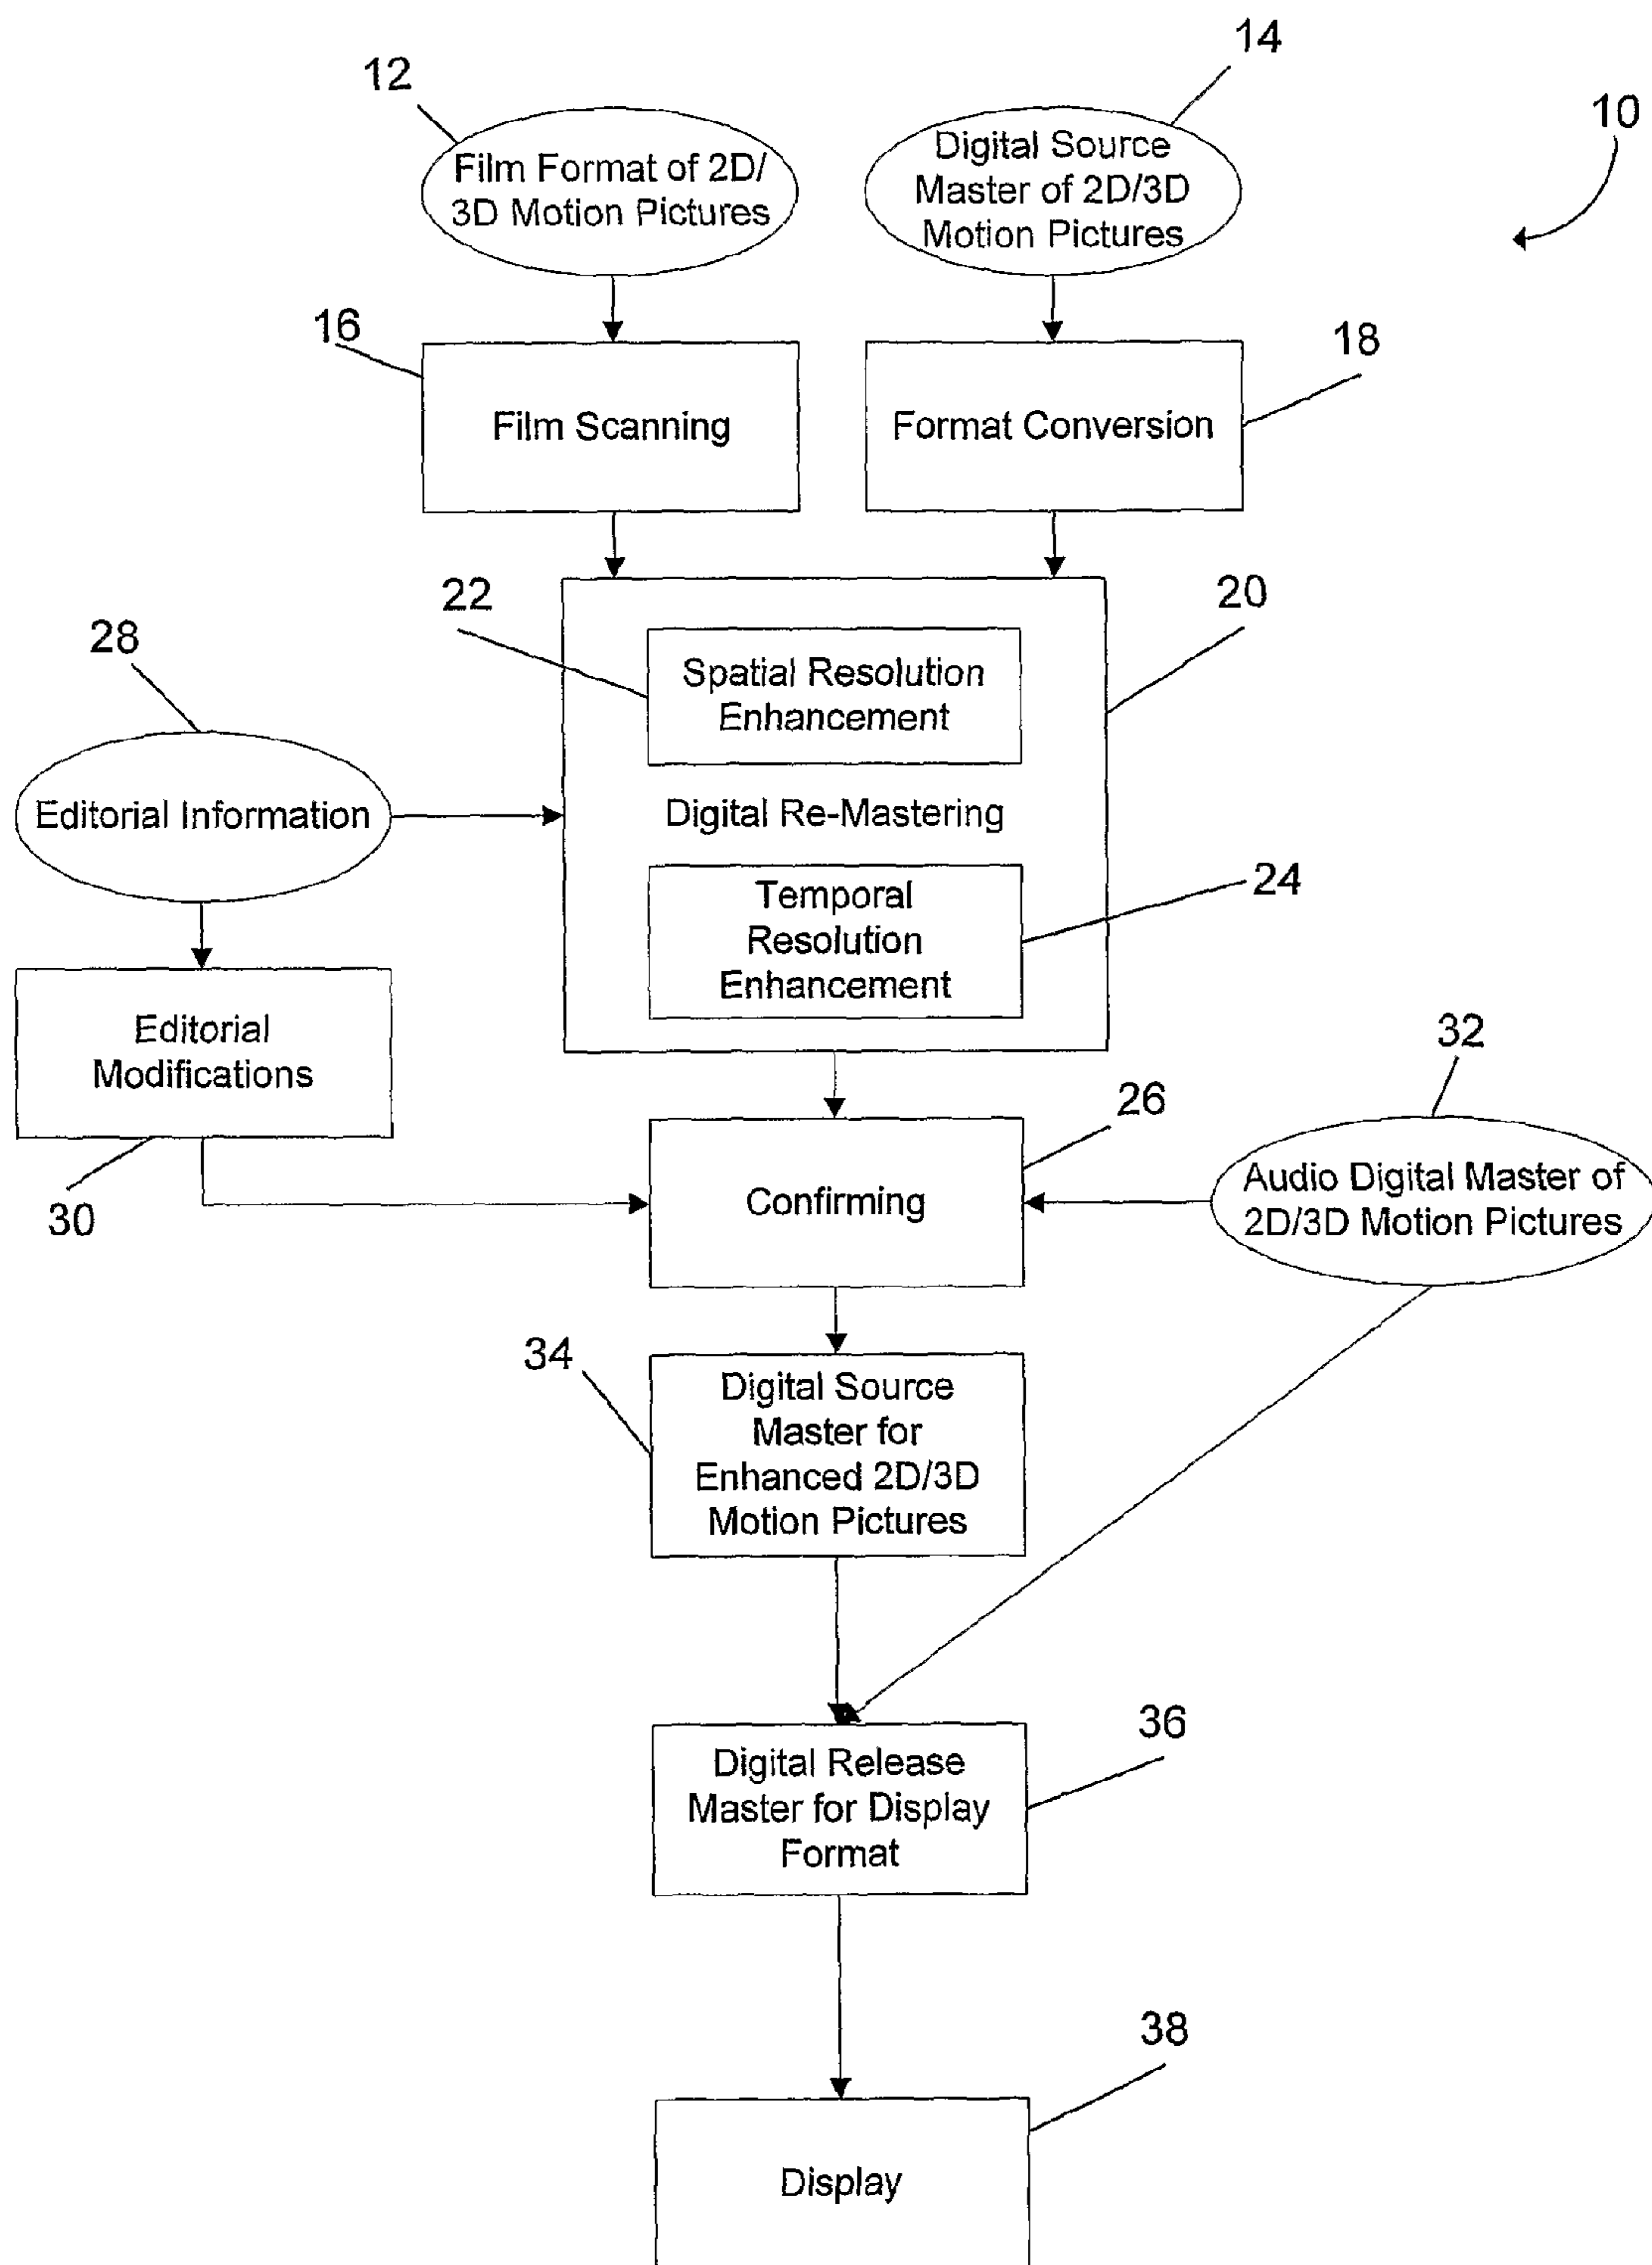 14
12
10
Film Format of 2D/
3D Motion Pictures
Digital Source
Master of 2D/3D
Motion Pictures
16
18
Film Scanning
Format Conversion
22
20
28
Spatial Resolution
Enhancement
Editorial Information
Digital Re-Mastering
24
Temporal
Resolution
Enhancement
Editorial
Modifications
32
26
30
Confirming
Audio Digital Master of
2D/3D Motion Pictures
34
Digital Source
Master for
Enhanced 2D/3D
Motion Pictures
36
Digital Release
Master for Display
Format
38
Display